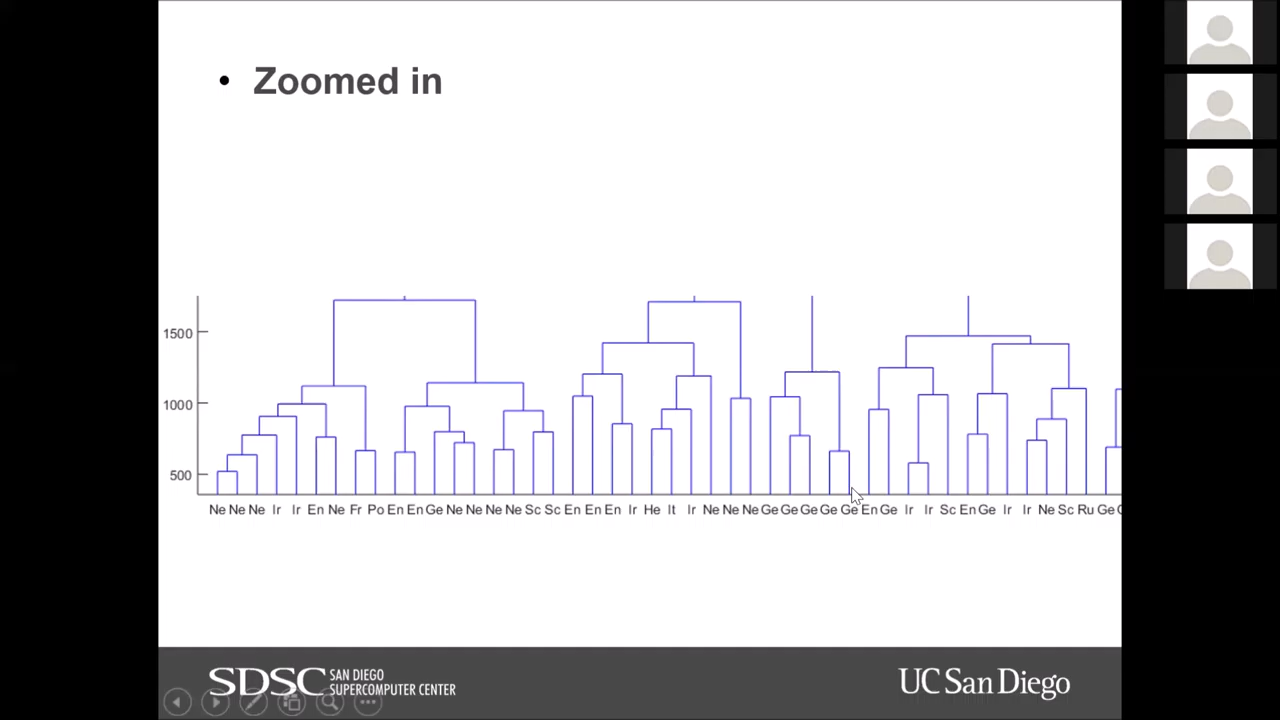 • Zoomed in
1500
1000
500
Ne Ne Ne Ir Ir En Ne Fr Po En En Ge Ne Ne Ne Ne Sc Sc En En En Ir He It Ir Ne Ne Ne Ge Ge Ge Ge Ge En Ge Ir Ir Sc En Ge Ir Ir Ne Sc Ru Ge
SDSC SAN DIEGO
SUPERCOMPUTER CENTER
UC San Diego